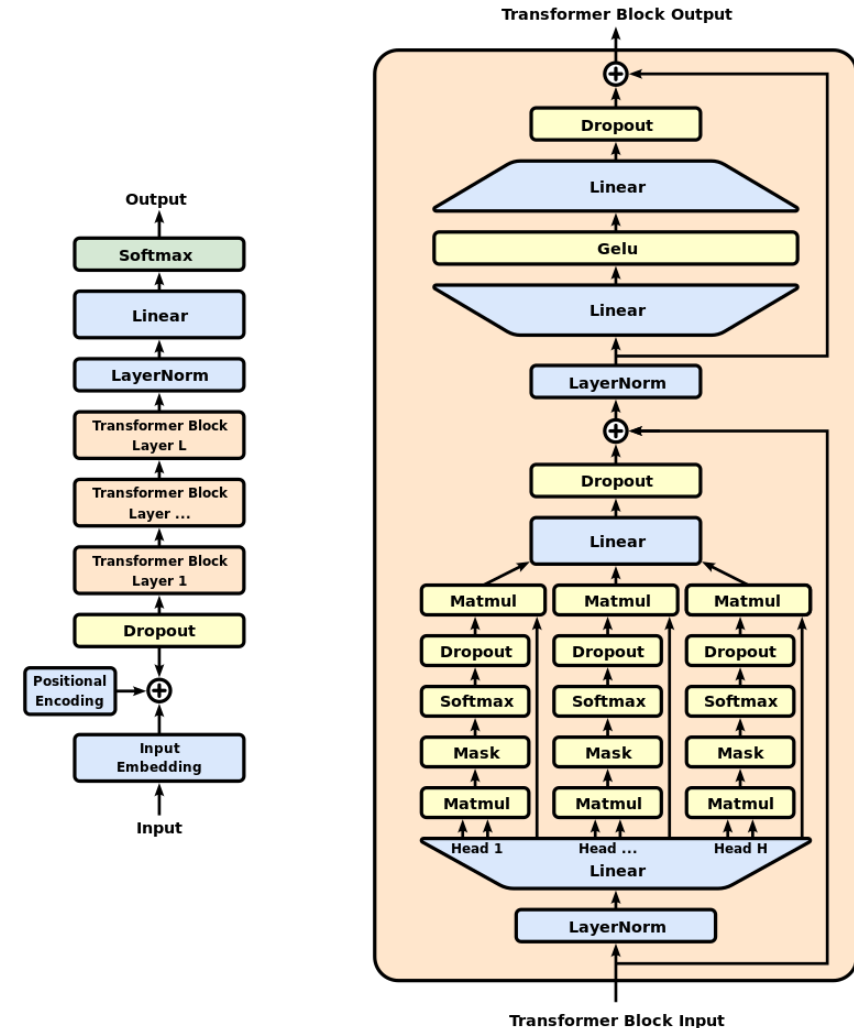 Output
Softmax
Linear
LayerNorm
Transformer Block
Layer L
Transformer Block
Layer ...
Transformer Block
Layer 1
Dropout
Positional
Encoding
Input
Embedding
Input
Transformer Block Output
Dropout
Linear
Gelu
Linear
LayerNorm
Dropout
Linear
Matmul Matmul Matmul
Dropout Dropout Dropout
Softmax Softmax Softmax
Mask Mask Mask
Matmul Matmul Matmul
Head 1 Head ... Head H
Linear
LayerNorm
Transformer Block Input